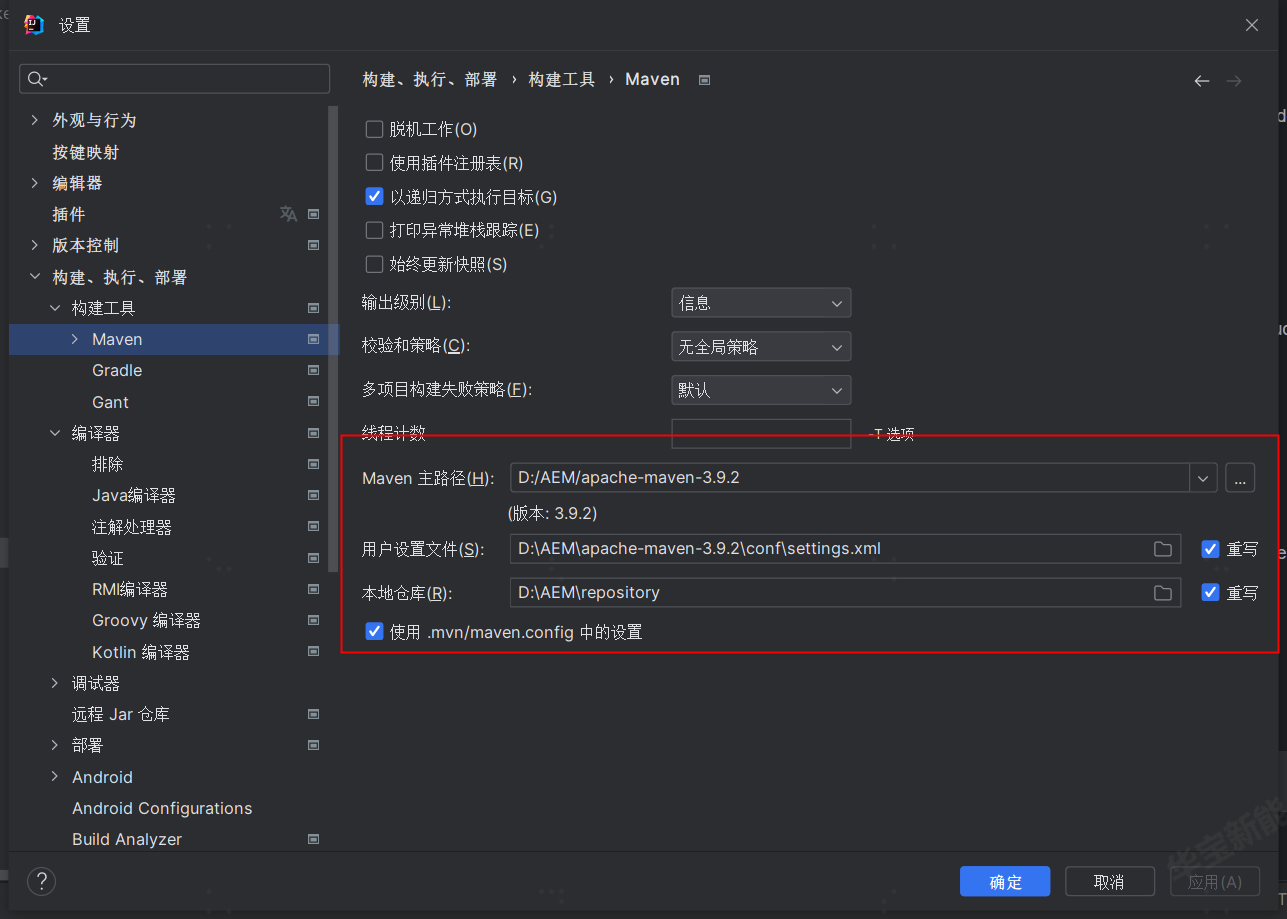 设置
构建、执行、部署 › 构建工具 › Maven
外观与行为
按键映射
编辑器
插件
版本控制
构建、执行、部署
构建工具
Maven
Gradle
Gant
编译器
排除
Java编译器
注解处理器
验证
RMI编译器
Groovy 编译器
Kotlin 编译器
调试器
远程 Jar 仓库
部署
Android
Android Configurations
Build Analyzer
脱机工作(O)
使用插件注册表(R)
以递归方式执行目标(G)
打印异常堆栈跟踪(E)
始终更新快照(S)
输出级别(L): 信息
校验和策略(C): 无全局策略
多项目构建失败策略(F): 默认
线程计数 -T 选项
Maven 主路径(H): D:/AEM/apache-maven-3.9.2 ...
(版本: 3.9.2)
用户设置文件(S): D:\AEM\apache-maven-3.9.2\conf\settings.xml 重写
本地仓库(R): D:\AEM\repository 重写
使用 .mvn/maven.config 中的设置
华宝新能
? 确定 取消 应用(A)